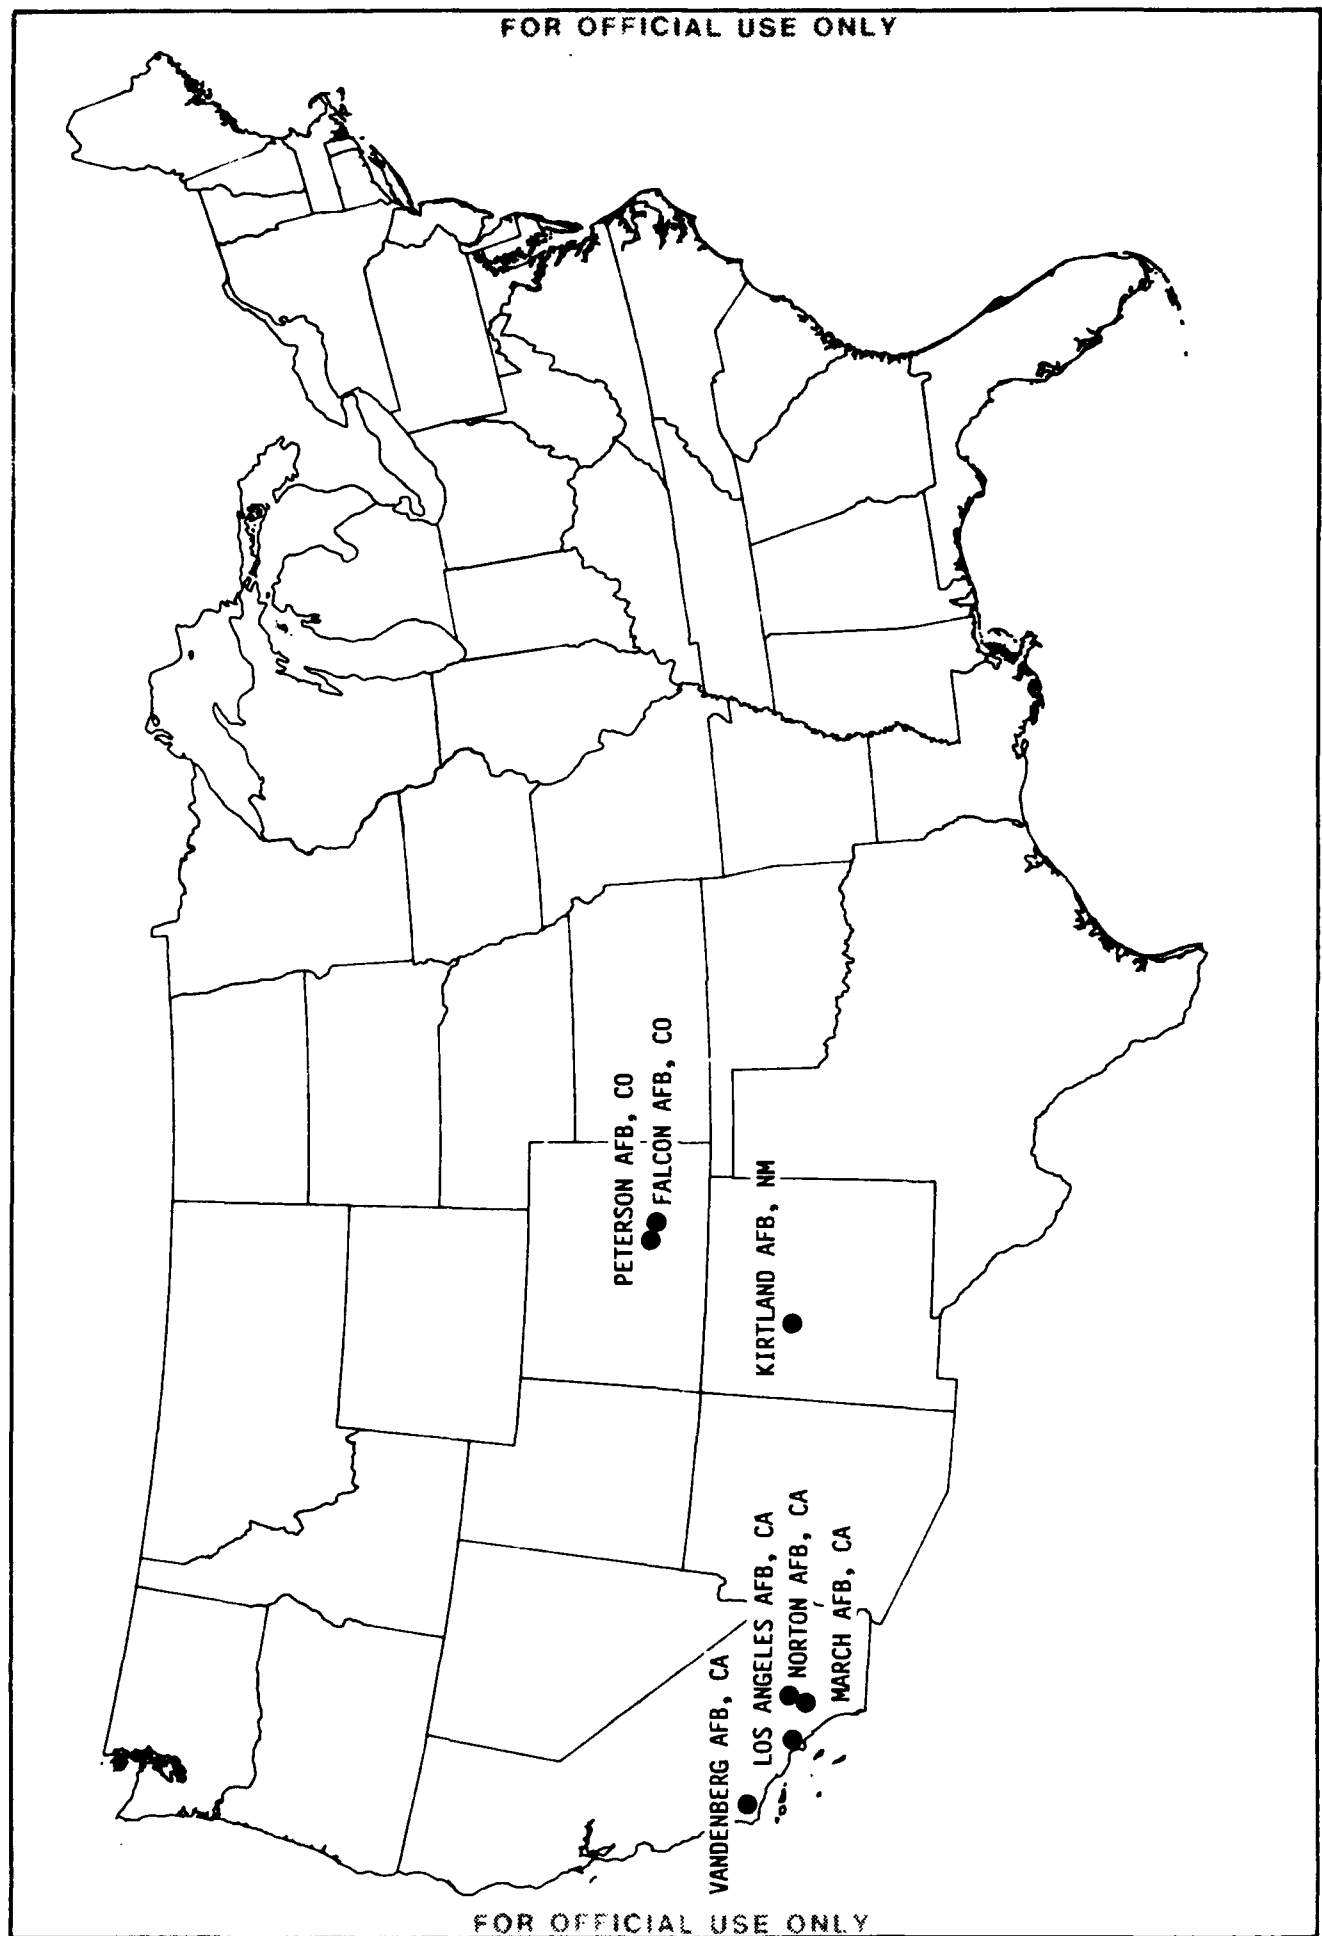 FOR OFFICIAL USE ONLY
PETERSON AFB, CO
FALCON AFB, CO
KIRTLAND AFB, NM
VANDENBERG AFB, CA
LOS ANGELES AFB, CA
NORTON AFB, CA
MARCH AFB, CA
FOR OFFICIAL USE ONLY